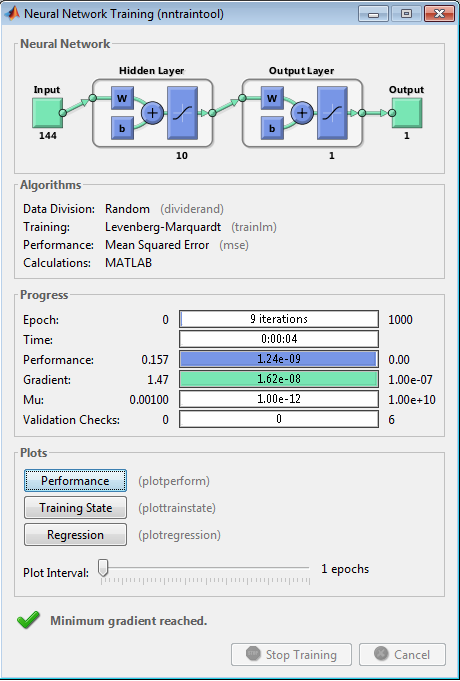 Neural Network Training (nntraintool)
Neural Network
Hidden Layer Output Layer
Input Output
W W
b b
144 1
10 1
Algorithms
Data Division: Random (dividerand)
Training: Levenberg-Marquardt (trainlm)
Performance: Mean Squared Error (mse)
Calculations: MATLAB
Progress
Epoch: 0 9 iterations 1000
Time: 0:00:04
Performance: 0.157 1.24e-09 0.00
Gradient: 1.47 1.62e-08 1.00e-07
Mu: 0.00100 1.00e-12 1.00e+10
Validation Checks: 0 0 6
Plots
Performance (plotperform)
Training State (plottrainstate)
Regression (plotregression)
Plot Interval: 1 epochs
Minimum gradient reached.
Stop Training Cancel